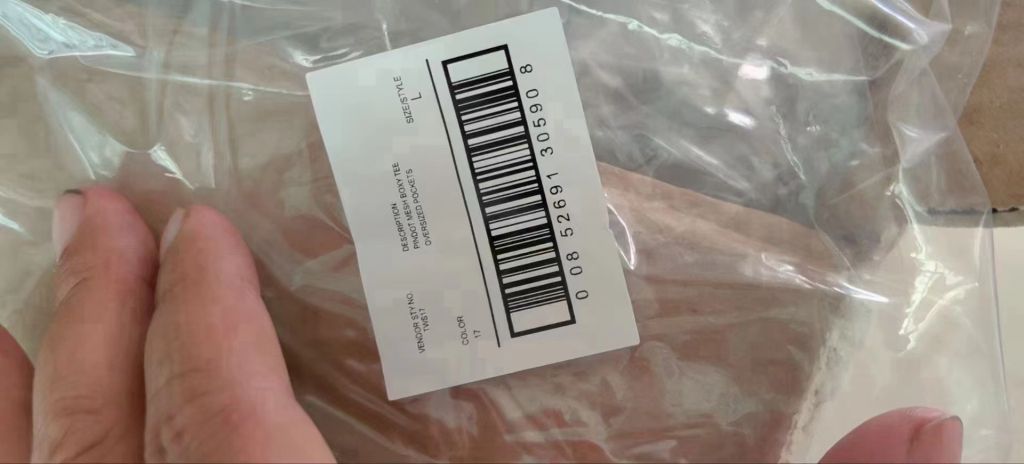 VENDOR STY.NO.
TWS17
DESCRIPTION
PINDOT MESH BOXY TEE
OVERSIZED POCKETS
SIZE/STYLE
L
COLOR
17
0 08 52691 30590 8